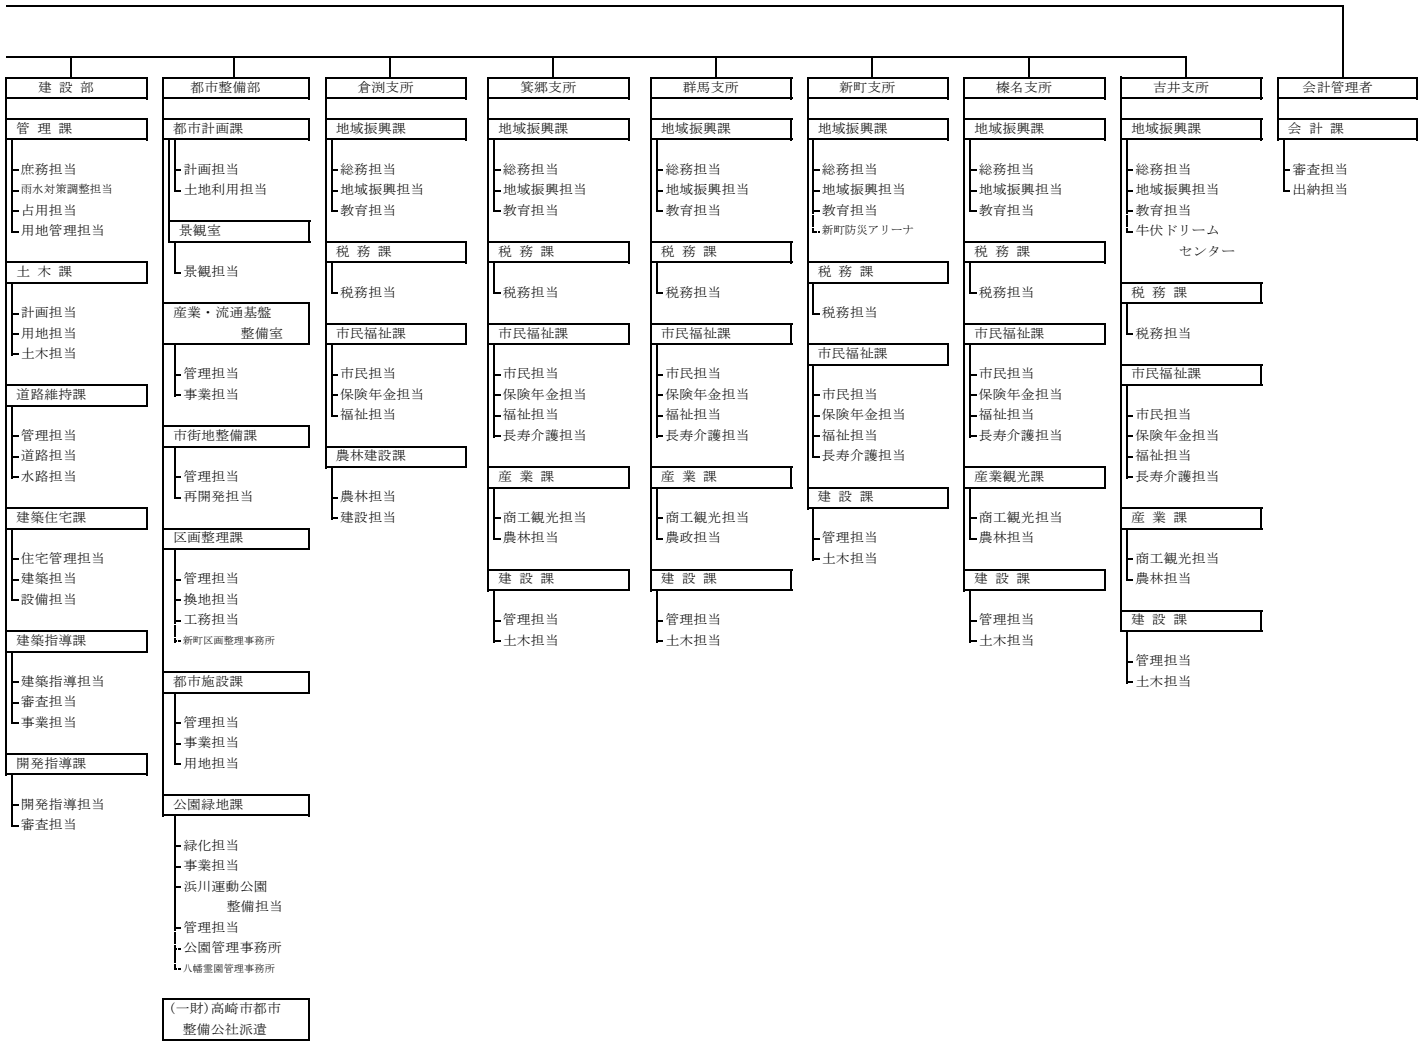 建 設 部
管 理 課
庶務担当
雨水対策調整担当
占用担当
用地管理担当
土 木 課
計画担当
用地担当
土木担当
道路維持課
管理担当
道路担当
水路担当
建築住宅課
住宅管理担当
建築担当
設備担当
建築指導課
建築指導担当
審査担当
事業担当
開発指導課
開発指導担当
審査担当
都市整備部
都市計画課
計画担当
土地利用担当
景観室
景観担当
産業・流通基盤
整備室
管理担当
事業担当
市街地整備課
管理担当
再開発担当
区画整理課
管理担当
換地担当
工務担当
新町区画整理事務所
都市施設課
管理担当
事業担当
用地担当
公園緑地課
緑化担当
事業担当
浜川運動公園
整備担当
管理担当
公園管理事務所
八幡霊園管理事務所
(一財)高崎市都市
整備公社派遣
倉渕支所
地域振興課
総務担当
地域振興担当
教育担当
税 務 課
税務担当
市民福祉課
市民担当
保険年金担当
福祉担当
農林建設課
農林担当
建設担当
箕郷支所
地域振興課
総務担当
地域振興担当
教育担当
税 務 課
税務担当
市民福祉課
市民担当
保険年金担当
福祉担当
長寿介護担当
産 業 課
商工観光担当
農林担当
建 設 課
管理担当
土木担当
群馬支所
地域振興課
総務担当
地域振興担当
教育担当
税 務 課
税務担当
市民福祉課
市民担当
保険年金担当
福祉担当
長寿介護担当
産 業 課
商工観光担当
農政担当
建 設 課
管理担当
土木担当
新町支所
地域振興課
総務担当
地域振興担当
教育担当
新町防災アリーナ
税 務 課
税務担当
市民福祉課
市民担当
保険年金担当
福祉担当
長寿介護担当
建 設 課
管理担当
土木担当
榛名支所
地域振興課
総務担当
地域振興担当
教育担当
税 務 課
税務担当
市民福祉課
市民担当
保険年金担当
福祉担当
長寿介護担当
産業観光課
商工観光担当
農林担当
建 設 課
管理担当
土木担当
吉井支所
地域振興課
総務担当
地域振興担当
教育担当
牛伏ドリーム
センター
税 務 課
税務担当
市民福祉課
市民担当
保険年金担当
福祉担当
長寿介護担当
産 業 課
商工観光担当
農林担当
建 設 課
管理担当
土木担当
会計管理者
会 計 課
審査担当
出納担当